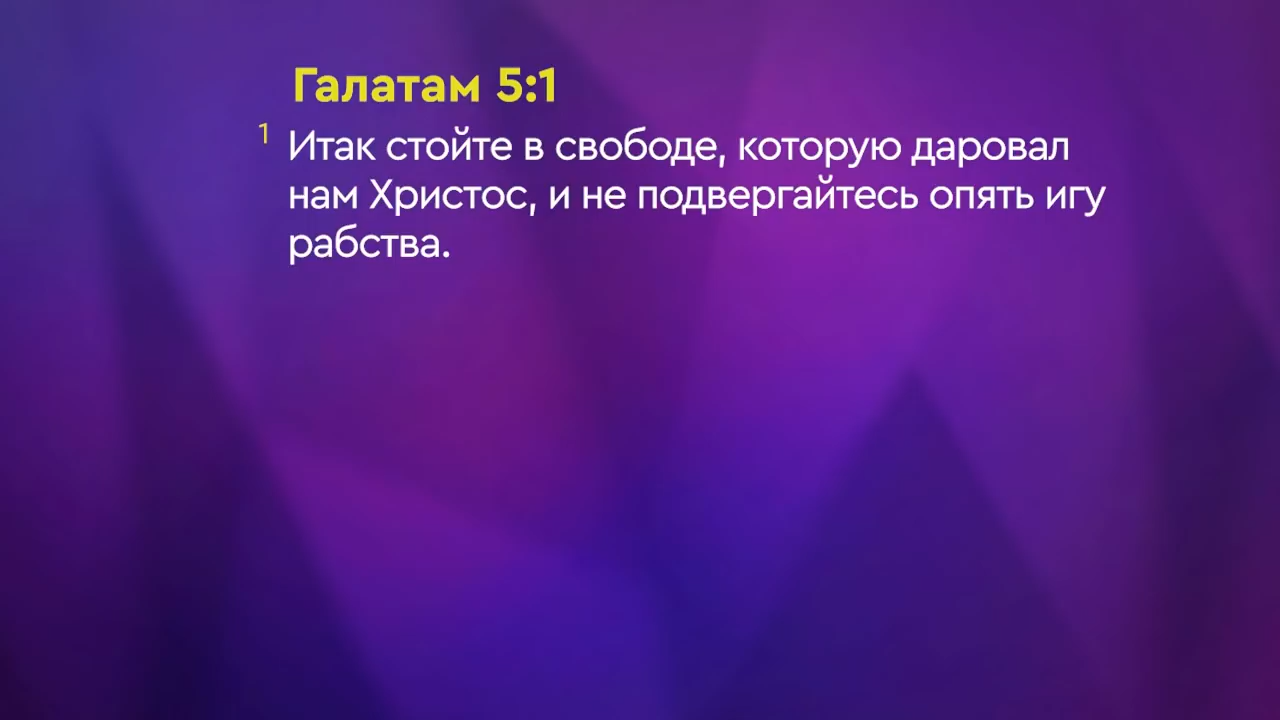 Галатам 5:1
1 Итак стойте в свободе, которую даровал
нам Христос, и не подвергайтесь опять игу
рабства.